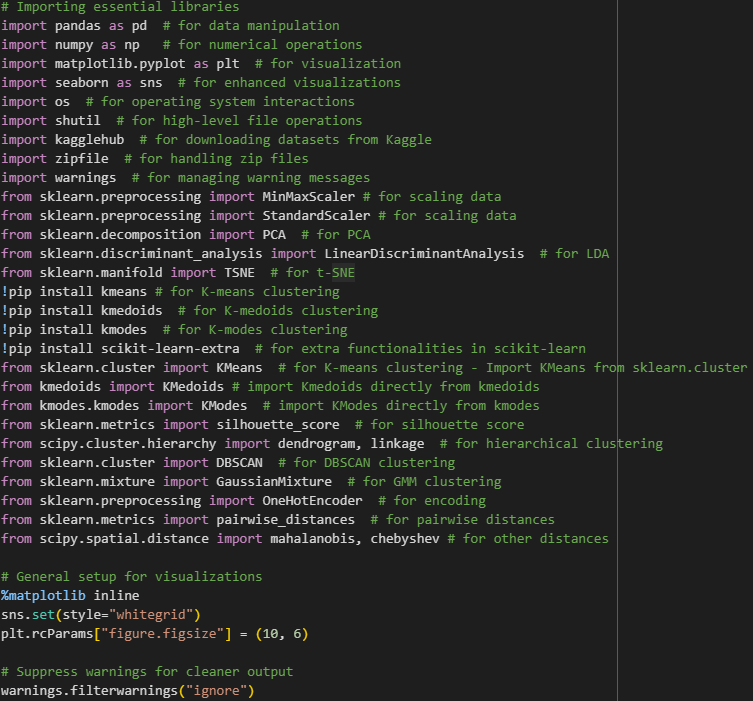 # Importing essential libraries
import pandas as pd  # for data manipulation
import numpy as np   # for numerical operations
import matplotlib.pyplot as plt  # for visualization
import seaborn as sns  # for enhanced visualizations
import os  # for operating system interactions
import shutil  # for high-level file operations
import kagglehub  # for downloading datasets from Kaggle
import zipfile  # for handling zip files
import warnings  # for managing warning messages
from sklearn.preprocessing import MinMaxScaler # for scaling data
from sklearn.preprocessing import StandardScaler # for scaling data
from sklearn.decomposition import PCA  # for PCA
from sklearn.discriminant_analysis import LinearDiscriminantAnalysis  # for LDA
from sklearn.manifold import TSNE  # for t-SNE
!pip install kmeans # for K-means clustering
!pip install kmedoids  # for K-medoids clustering
!pip install kmodes  # for K-modes clustering
!pip install scikit-learn-extra  # for extra functionalities in scikit-learn
from sklearn.cluster import KMeans  # for K-means clustering - Import KMeans from sklearn.cluster
from kmedoids import KMedoids # import Kmedoids directly from kmedoids
from kmodes.kmodes import KModes  # import KModes directly from kmodes
from sklearn.metrics import silhouette_score  # for silhouette score
from scipy.cluster.hierarchy import dendrogram, linkage  # for hierarchical clustering
from sklearn.cluster import DBSCAN  # for DBSCAN clustering
from sklearn.mixture import GaussianMixture  # for GMM clustering
from sklearn.preprocessing import OneHotEncoder  # for encoding
from sklearn.metrics import pairwise_distances  # for pairwise distances
from scipy.spatial.distance import mahalanobis, chebyshev # for other distances

# General setup for visualizations
%matplotlib inline
sns.set(style="whitegrid")
plt.rcParams["figure.figsize"] = (10, 6)

# Suppress warnings for cleaner output
warnings.filterwarnings("ignore")